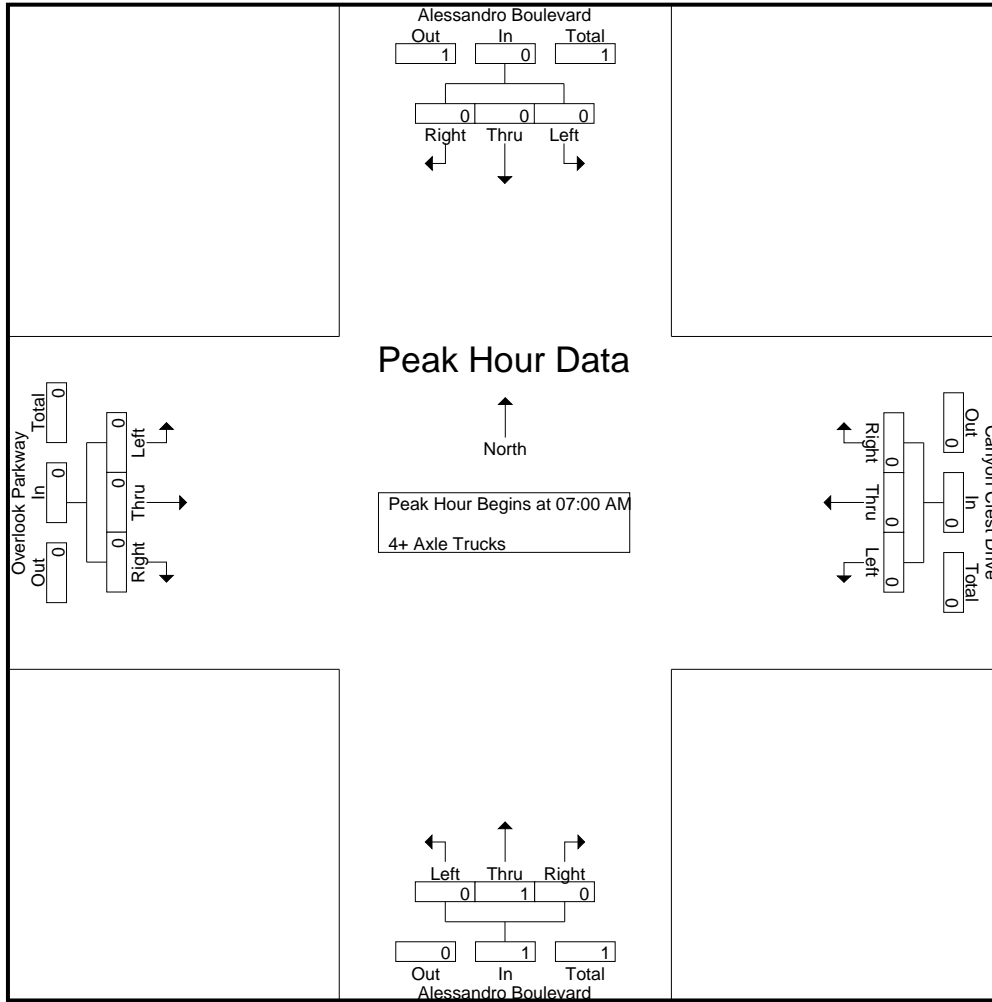 Alessandro Boulevard
Out In Total
1 0 1
0 0 0
Right Thru Left
Peak Hour Data
North
Peak Hour Begins at 07:00 AM
4+ Axle Trucks
Overlook Parkway
Out In Total
0 0 0
0 0 0
Right Thru Left
Canyon Crest Drive
Out In Total
0 0 0
0 0 0
Right Thru Left
Left Thru Right
0 1 0
0 1 1
Out In Total
Alessandro Boulevard